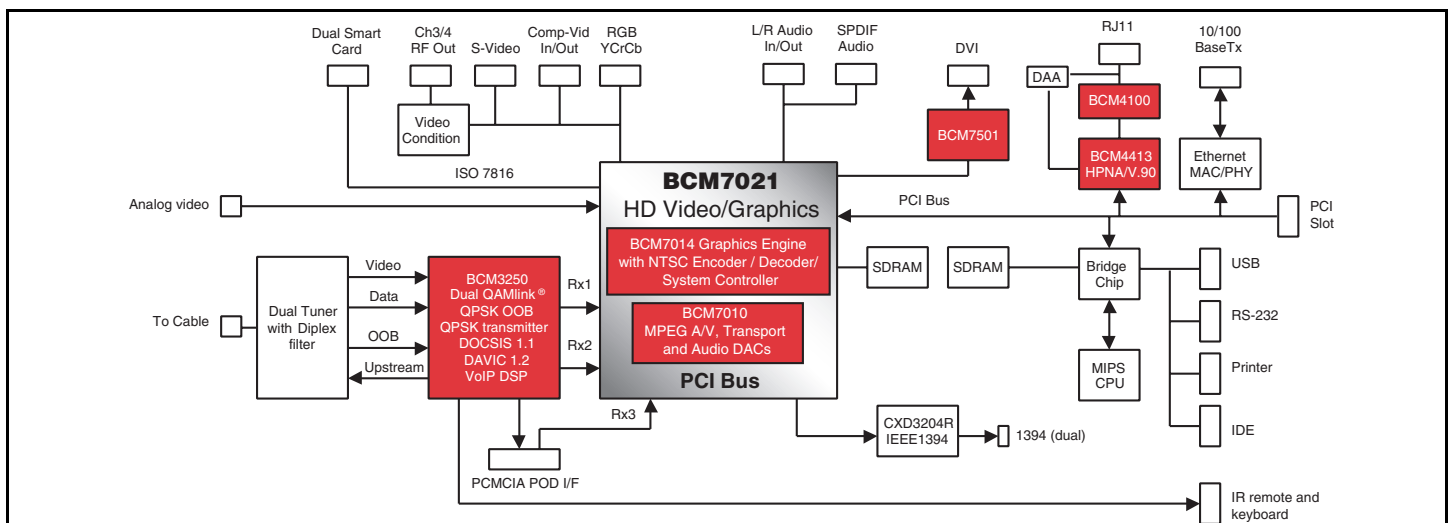 Dual Smart
Card
Ch3/4
RF Out
S-Video
Comp-Vid
In/Out
RGB
YCrCb
L/R Audio
In/Out
SPDIF
Audio
DVI
RJ11
10/100
BaseTx
DAA
BCM4100
Video
Condition
BCM7501
BCM4413
HPNA/V.90
Ethernet
MAC/PHY
ISO 7816
BCM7021
HD Video/Graphics
PCI Bus
Analog video
PCI
Slot
BCM7014 Graphics Engine
with NTSC Encoder / Decoder/
System Controller
SDRAM
SDRAM
Bridge
Chip
USB
Video
Data
OOB
Upstream
To Cable
Dual Tuner
with Diplex
filter
BCM3250
Dual QAMlink®
QPSK OOB
QPSK transmitter
DOCSIS 1.1
DAVIC 1.2
VoIP DSP
Rx1
Rx2
BCM7010
MPEG A/V, Transport
and Audio DACs
PCI Bus
RS-232
MIPS
CPU
Printer
Rx3
CXD3204R
IEEE1394
1394 (dual)
IDE
PCMCIA POD I/F
IR remote and
keyboard